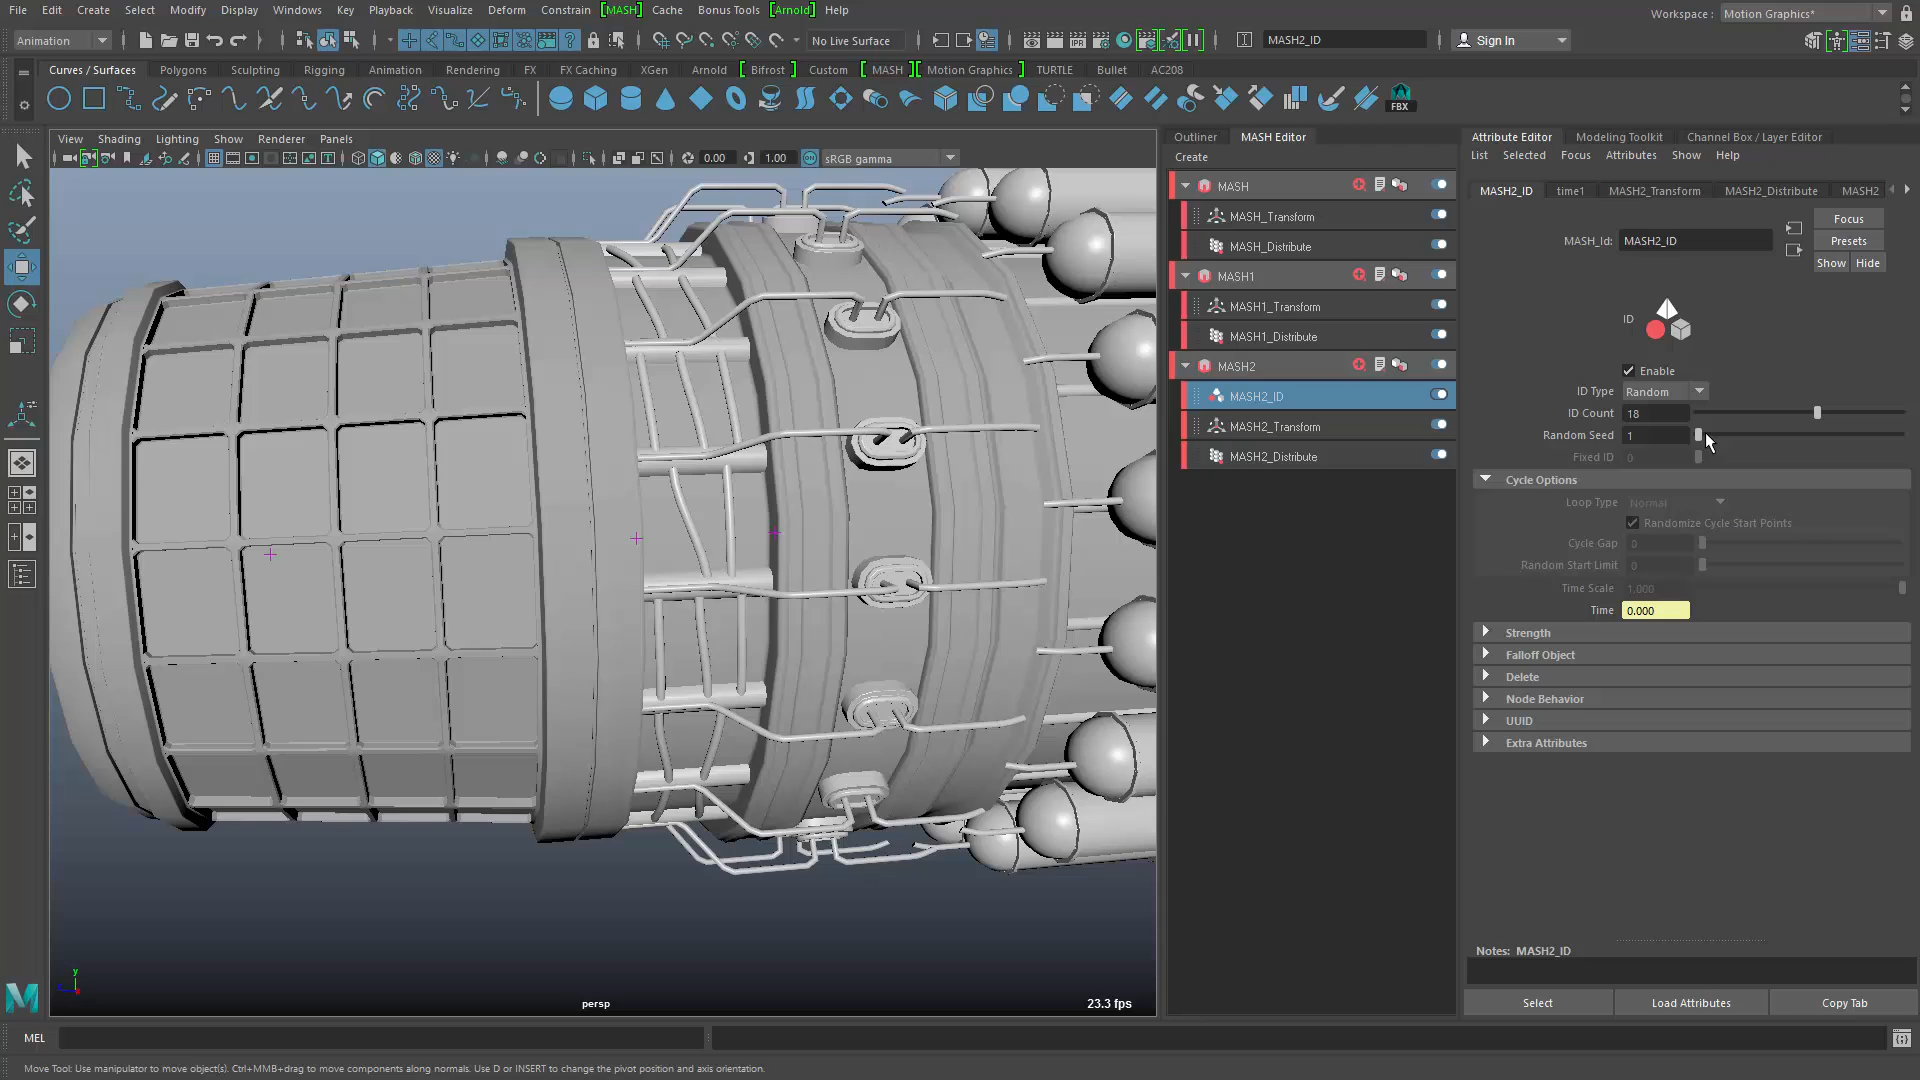 File Edit Create Select Modify Display Windows Key Playback Visualize Deform Constrain [MASH] Cache Bonus Tools [Arnold] Help
Workspace : Motion Graphics*
Animation No Live Surface MASH2_ID Sign In
Curves / Surfaces Polygons Sculpting Rigging Animation Rendering FX FX Caching XGen Arnold [ Bifrost ] Custom [ MASH ] [ Motion Graphics ] TURTLE Bullet AC208
FBX
View Shading Lighting Show Renderer Panels
0.00 1.00 sRGB gamma
Outliner MASH Editor
Create
MASH
MASH_Transform
MASH_Distribute
MASH1
MASH1_Transform
MASH1_Distribute
MASH2
MASH2_ID
MASH2_Transform
MASH2_Distribute
Attribute Editor Modeling Toolkit Channel Box / Layer Editor
List Selected Focus Attributes Show Help
MASH2_ID time1 MASH2_Transform MASH2_Distribute MASH2
Focus
MASH_Id: MASH2_ID Presets
Show Hide
ID
Enable
ID Type Random
ID Count 18
Random Seed 1
Fixed ID 0
Cycle Options
Loop Type Normal
Randomize Cycle Start Points
Cycle Gap 0
Random Start Limit 0
Time Scale 1.000
Time 0.000
Strength
Falloff Object
Delete
Node Behavior
UUID
Extra Attributes
Notes: MASH2_ID
Select Load Attributes Copy Tab
y
persp 23.3 fps
MEL
Move Tool: Use manipulator to move object(s). Ctrl+MMB+drag to move components along normals. Use D or INSERT to change the pivot position and axis orientation.